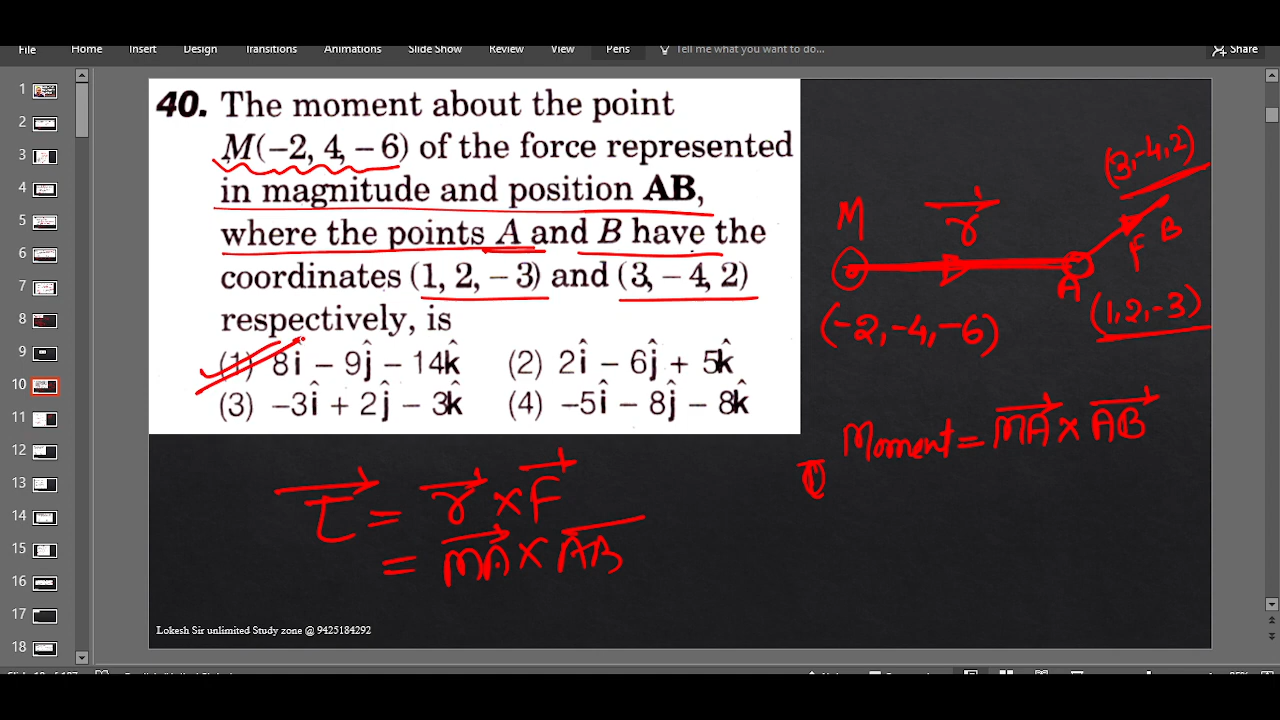 File Home Insert Design Transitions Animations Slide Show Review View Pens Tell me what you want to do... Share
1
2
3
4
5
6
7
8
9
10
11
12
13
14
15
16
17
18
40. The moment about the point
M(−2, 4, −6) of the force represented
in magnitude and position AB,
where the points A and B have the
coordinates (1, 2, −3) and (3, −4, 2)
respectively, is
(1) 8î − 9ĵ − 14k̂ (2) 2î − 6ĵ + 5k̂
(3) −3î + 2ĵ − 3k̂ (4) −5î − 8ĵ − 8k̂
(3, -4, 2)
M
r⃗
F
B
A
(-2, -4, -6)
(1, 2, -3)
Moment = MA⃗ × AB⃗
τ⃗ = r⃗ × F⃗
= MA⃗ × AB⃗
Lokesh Sir unlimited Study zone @ 9425184292